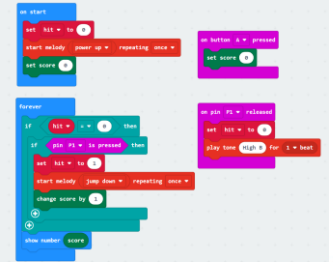 on start
set hit to 0
start melody power up repeating once
set score 0
on button A pressed
set score 0
forever
if hit = 0 then
if pin P1 is pressed then
set hit to 1
start melody jump down repeating once
change score by 1
show number score
on pin P1 released
set hit to 0
play tone High B for 1 beat